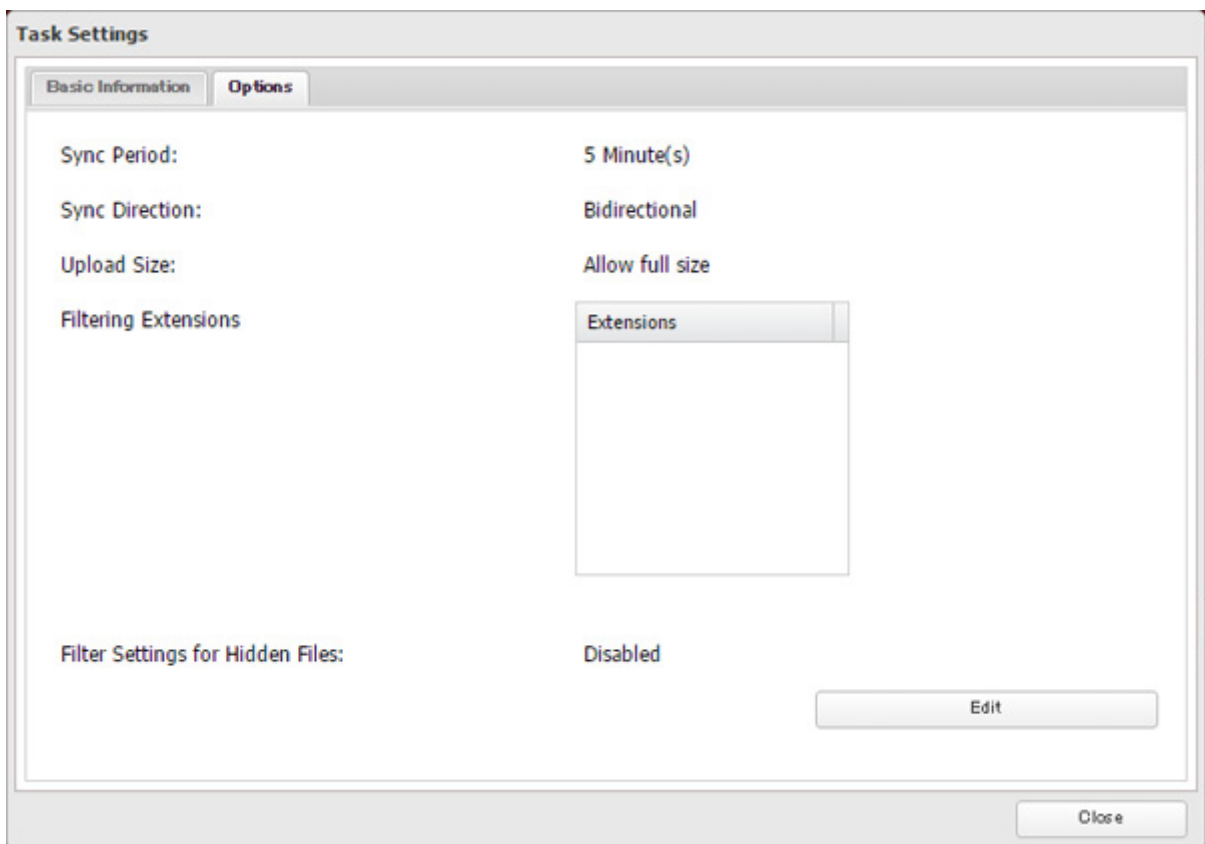 Task Settings
Basic Information Options
Sync Period: 5 Minute(s)
Sync Direction: Bidirectional
Upload Size: Allow full size
Filtering Extensions
Extensions
Filter Settings for Hidden Files: Disabled
Edit
Close